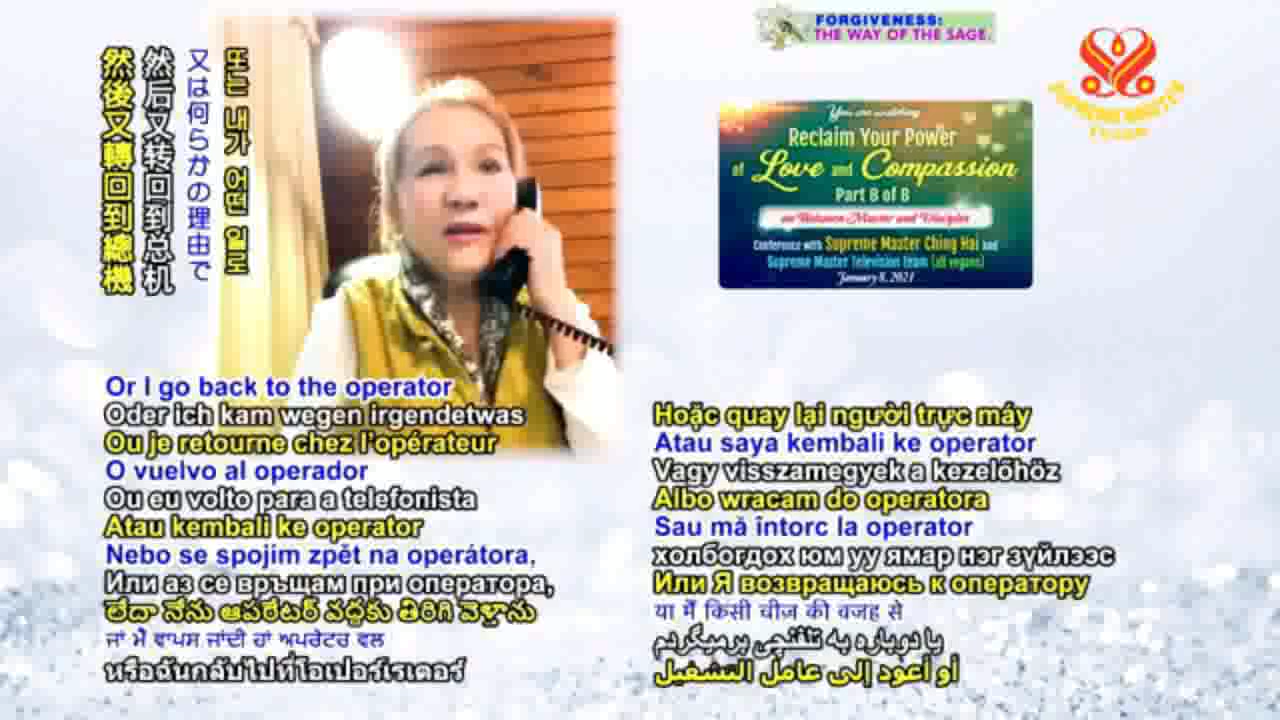 FORGIVENESS:
THE WAY OF THE SAGE.
You are watching
Reclaim Your Power
of Love and Compassion
Part 8 of 8
Conference with Supreme Master Ching Hai and
Supreme Master Television team (all vegans)
January 8, 2021
然後又轉回到總機
然后又转回到总机
又は何らかの理由で
또는 내가 어떤 일로
Or I go back to the operator
Oder ich kam wegen irgendetwas
Ou je retourne chez l'opérateur
O vuelvo al operador
Ou eu volto para a telefonista
Atau kembali ke operator
Nebo se spojím zpět na operátora,
Или аз се връщам при оператора,
లేదా నేను ఆపరేటర్ వద్దకు తిరిగి వెళ్తాను
ਜਾਂ ਮੈਂ ਵਾਪਸ ਜਾਂਦੀ ਹਾਂ ਅਪਰੇਟਰ ਵਲ
หรือฉันกลับไปที่โอเปอร์เรเตอร์
Hoặc quay lại người trực máy
Atau saya kembali ke operator
Vagy visszamegyek a kezelőhöz
Albo wracam do operatora
Sau mă întorc la operator
холбогдох юм уу ямар нэг зүйлээс
Или Я возвращаюсь к оператору
या मैं किसी चीज़ की वजह से
یا دوباره به تلفنچی برمیگردم
أو أعود إلى عامل التشغيل